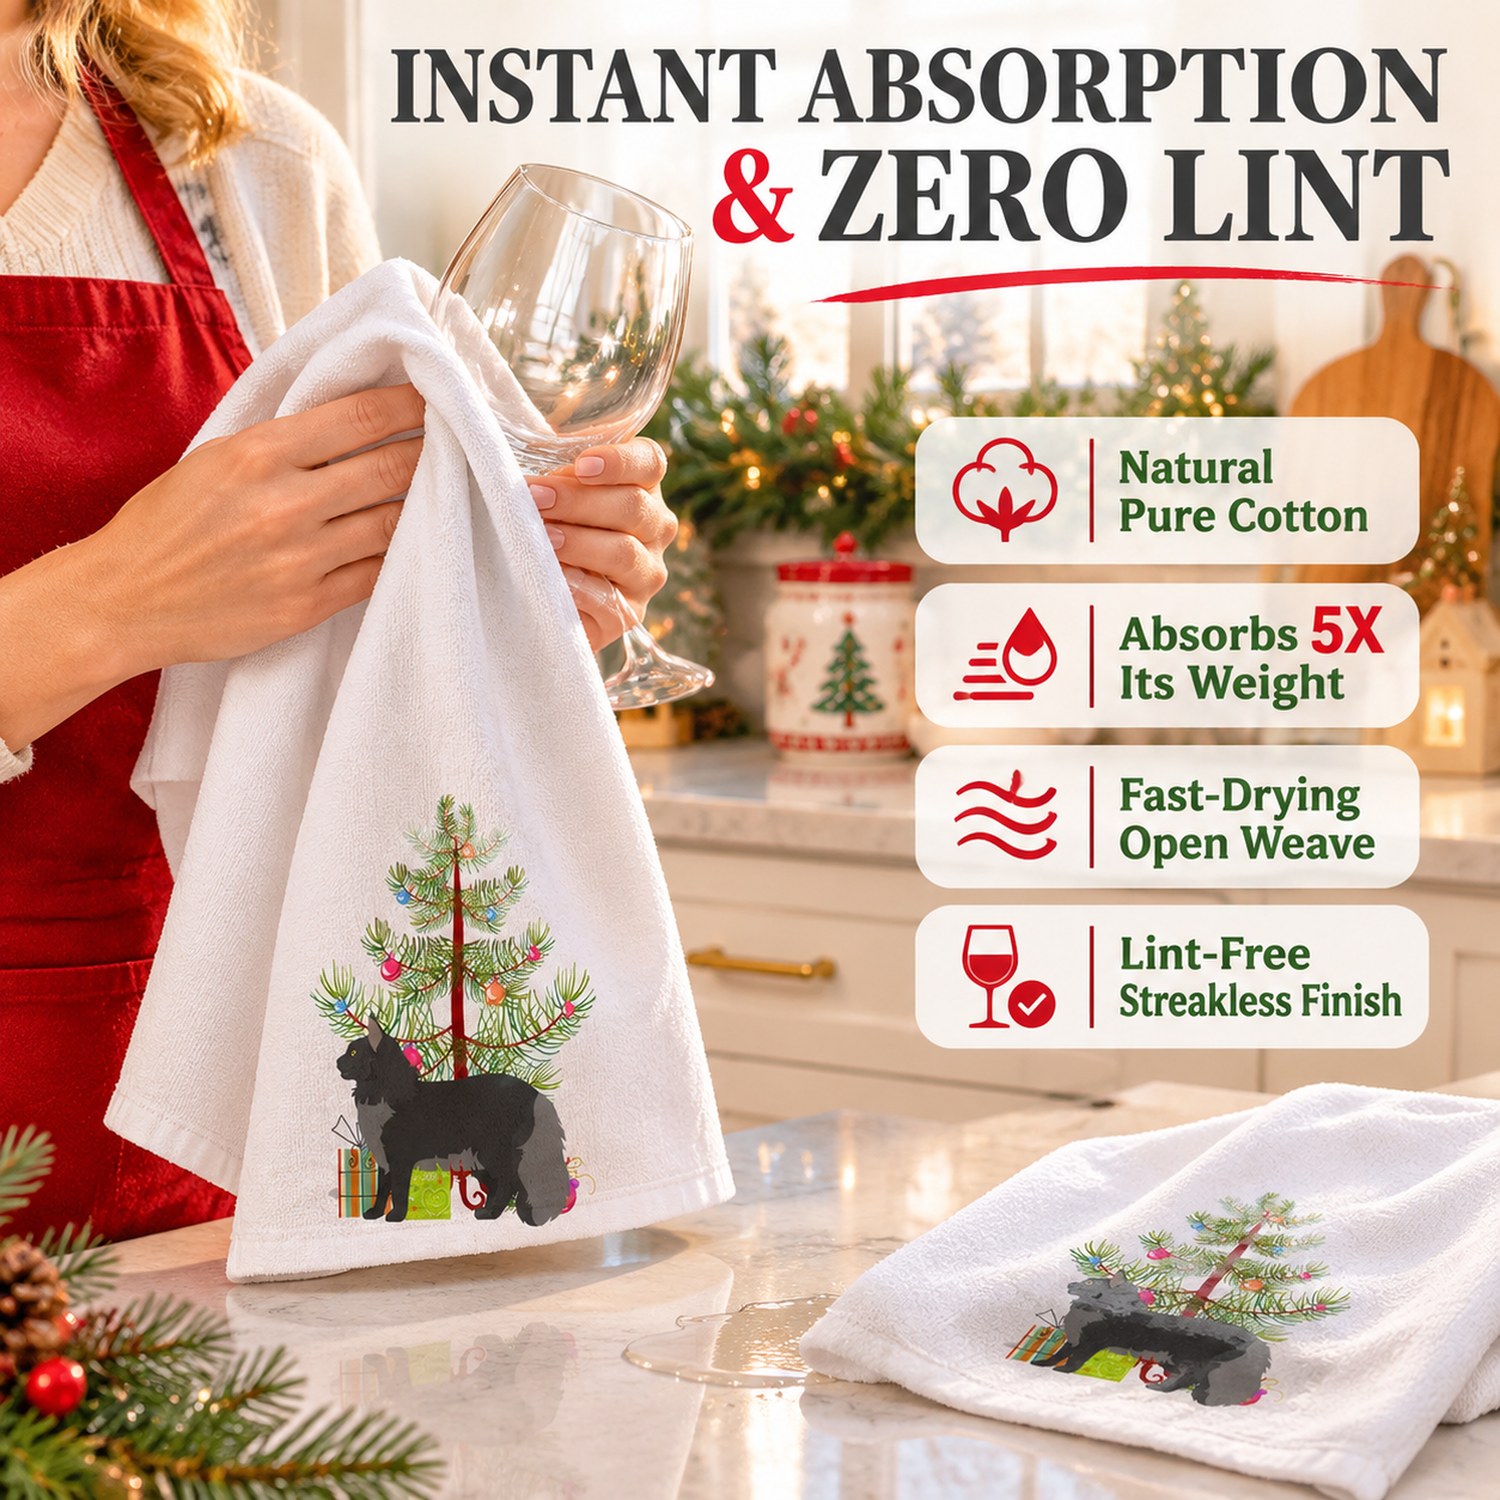 INSTANT ABSORPTION
& ZERO LINT
Natural
Pure Cotton
Absorbs 5X
Its Weight
Fast-Drying
Open Weave
Lint-Free
Streakless Finish